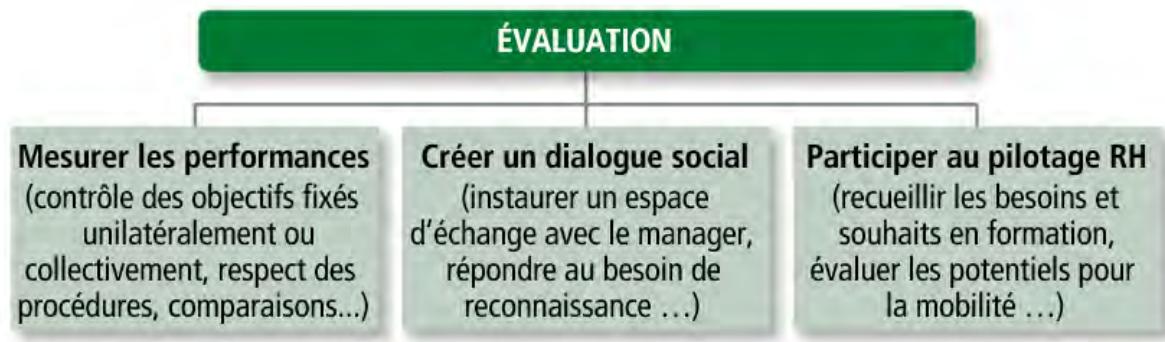 ÉVALUATION
Mesurer les performances
(contrôle des objectifs fixés
unilatéralement ou
collectivement, respect des
procédures, comparaisons...)
Créer un dialogue social
(instaurer un espace
d'échange avec le manager,
répondre au besoin de
reconnaissance …)
Participer au pilotage RH
(recueillir les besoins et
souhaits en formation,
évaluer les potentiels pour
la mobilité …)